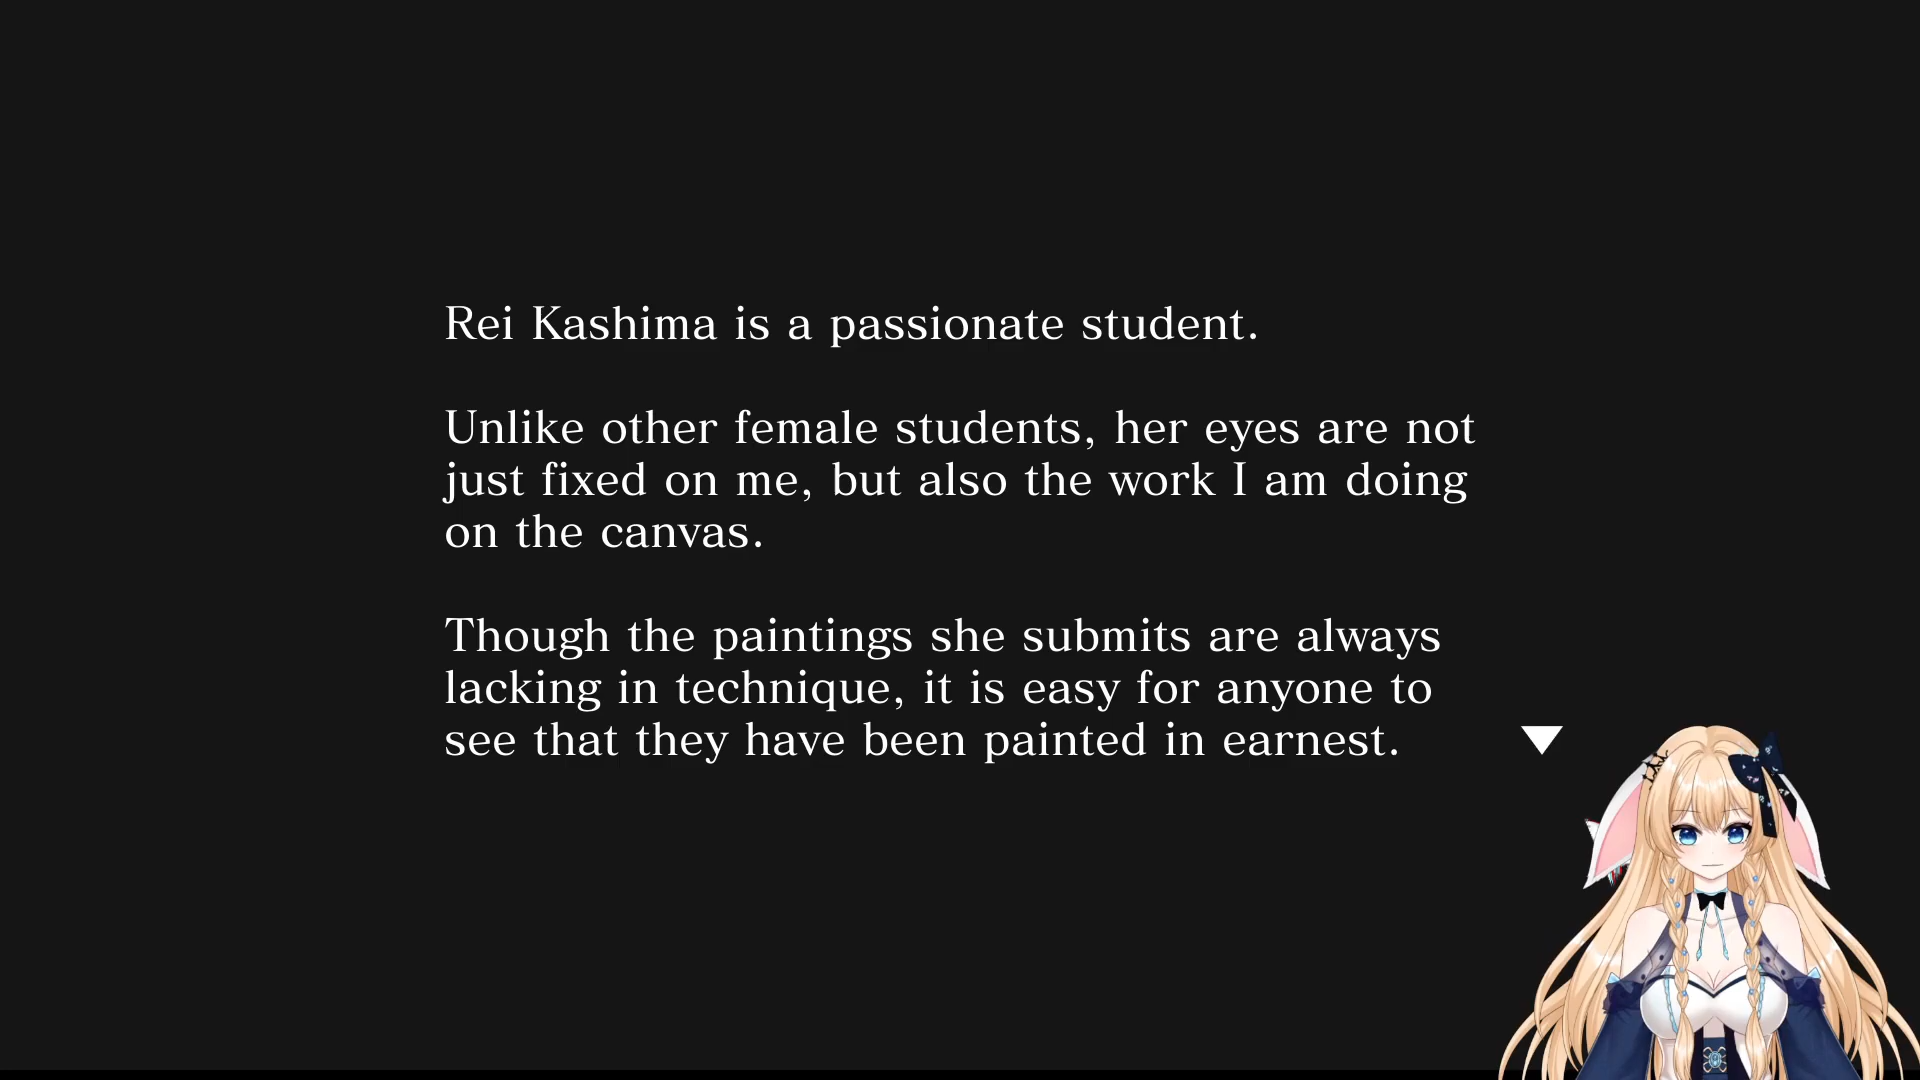 Rei Kashima is a passionate student.
Unlike other female students, her eyes are not
just fixed on me, but also the work I am doing
on the canvas.
Though the paintings she submits are always
lacking in technique, it is easy for anyone to
see that they have been painted in earnest.